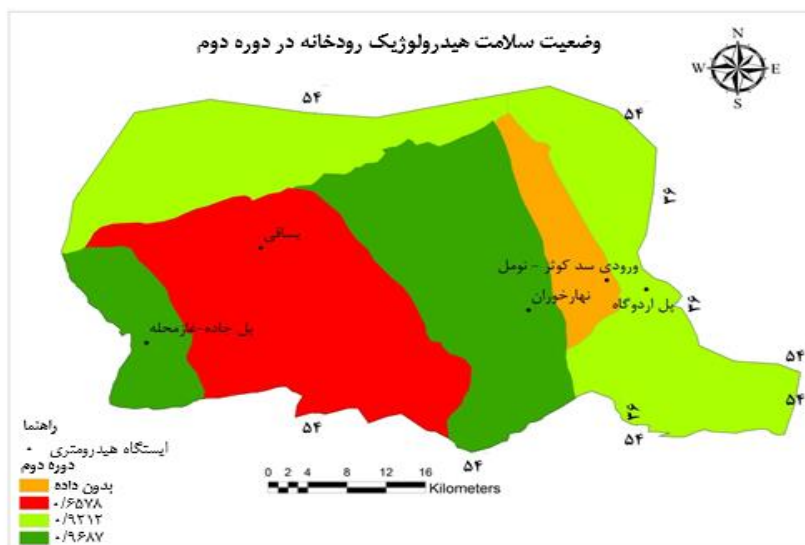 وضعیت سلامت هیدرولوژیک رودخانه در دوره دوم
N
W E
S
۵۴
۵۴
۳۶
بساقی
ورودی سد کوثر - نومل
پل اردوگاه
نهارخوران
۳۶
پل جاده-غازمحله
۵۴
۵۴
۳۶
۵۴
۵۴
۵۴
راهنما
ایستگاه هیدرومتری
دوره دوم
بدون داده
۰/۶۵۷۸
۰/۹۲۱۲
۰/۹۶۸۷
0 2 4 8 12 16
Kilometers